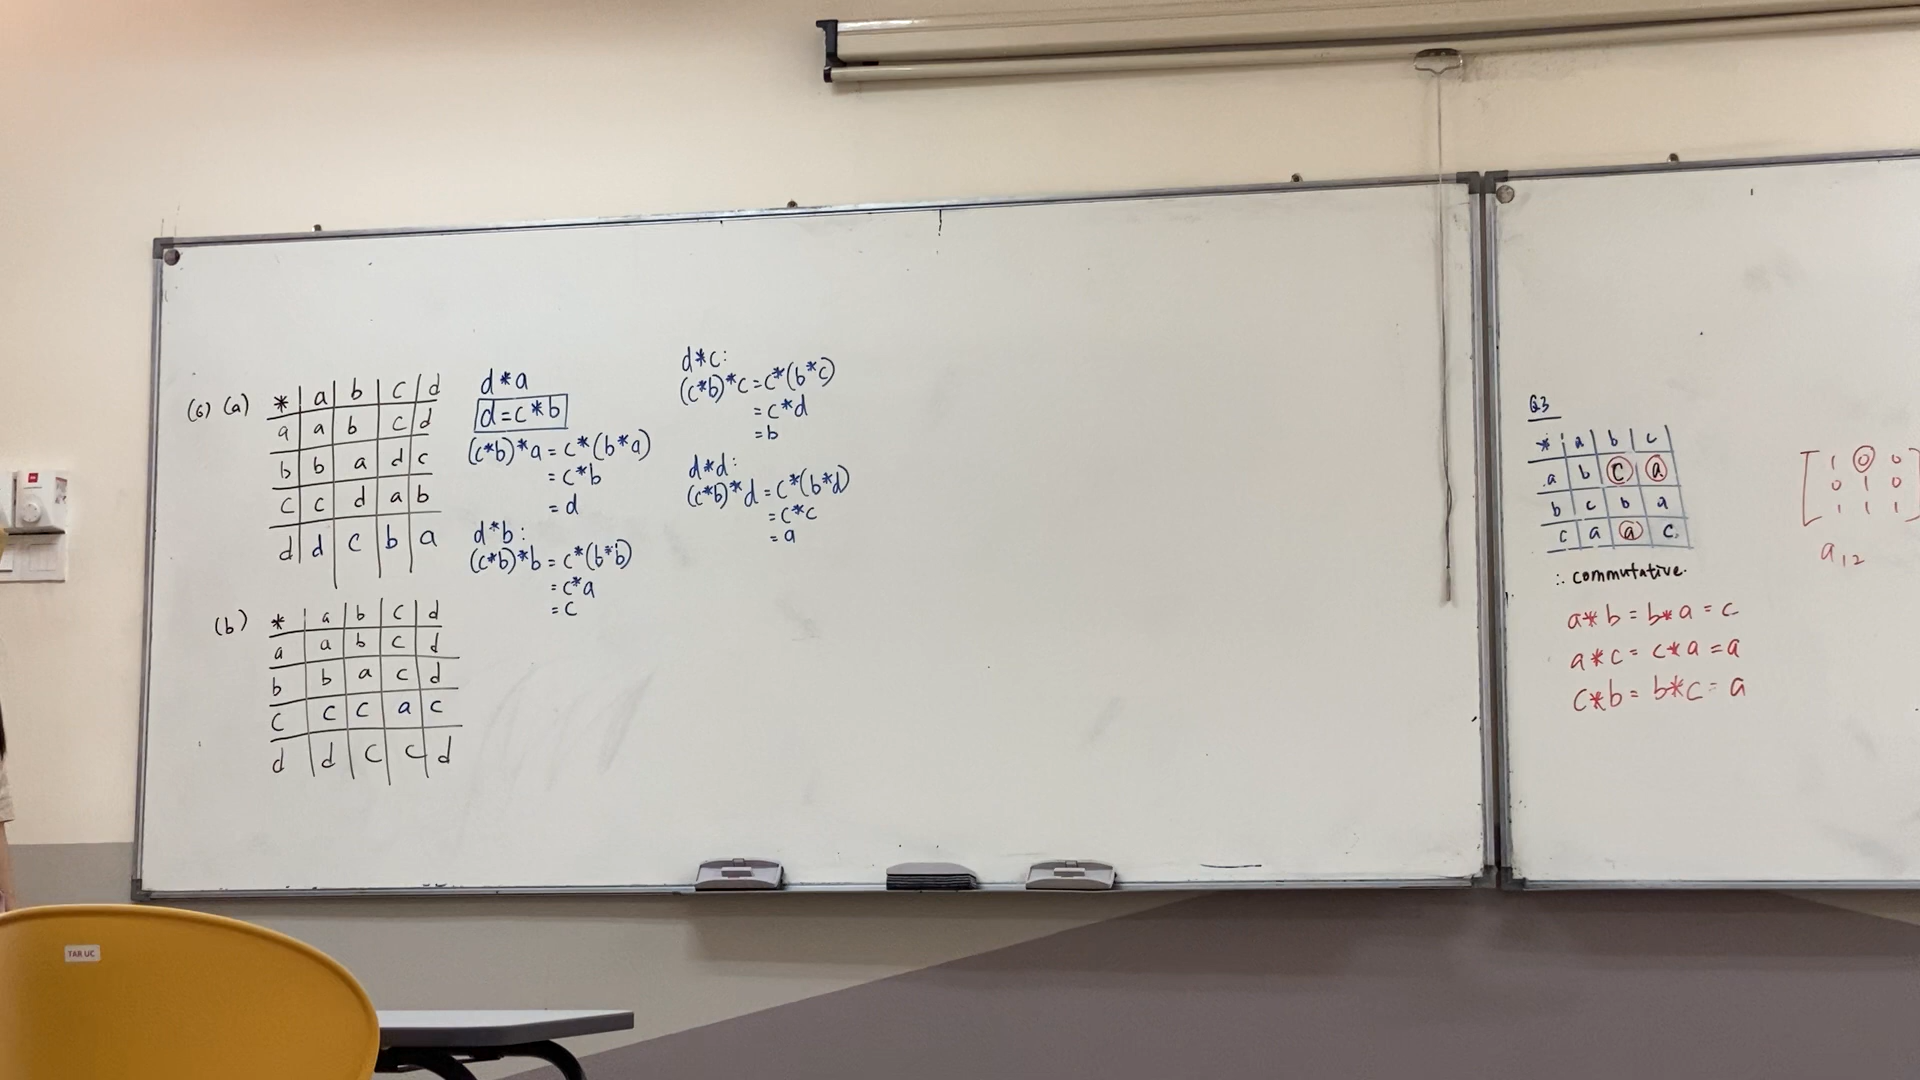 (6) (a) * a b c d
a a b c d
b b a d c
c c d a b
d d c b a
d*a
d=c*b
(c*b)*a = c*(b*a)
= c*b
= d
d*b:
(c*b)*b = c*(b*b)
= c*a
= c
d*c:
(c*b)*c = c*(b*c)
= c*d
= b
d*d:
(c*b)*d = c*(b*d)
= c*c
= a
(b) * a b c d
a a b c d
b b a c d
c c c a c
d d c c d
Q3
* a b c
a b c a
b c b a
c a a c
∴ commutative.
a*b = b*a = c
a*c = c*a = a
c*b = b*c = a
1 0 0
0 1 0
1 1 1
a12
TAR UC